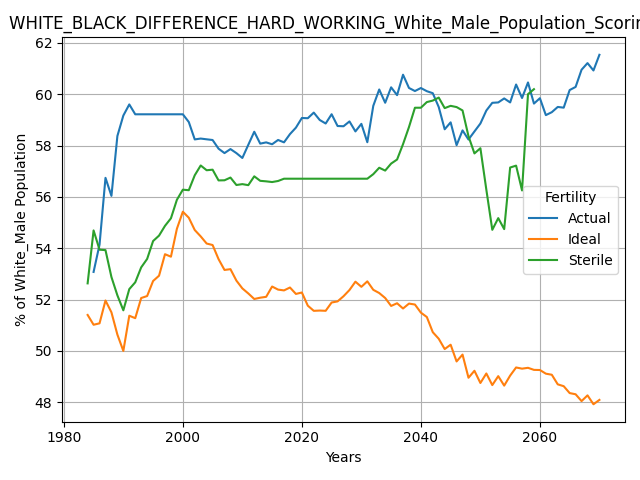 WHITE_BLACK_DIFFERENCE_HARD_WORKING_White_Male_Population_Scorin
% of White_Male Population
62
60
58
56
54
52
50
48
Fertility
Actual
Ideal
Sterile
1980
2000
2020
2040
2060
Years